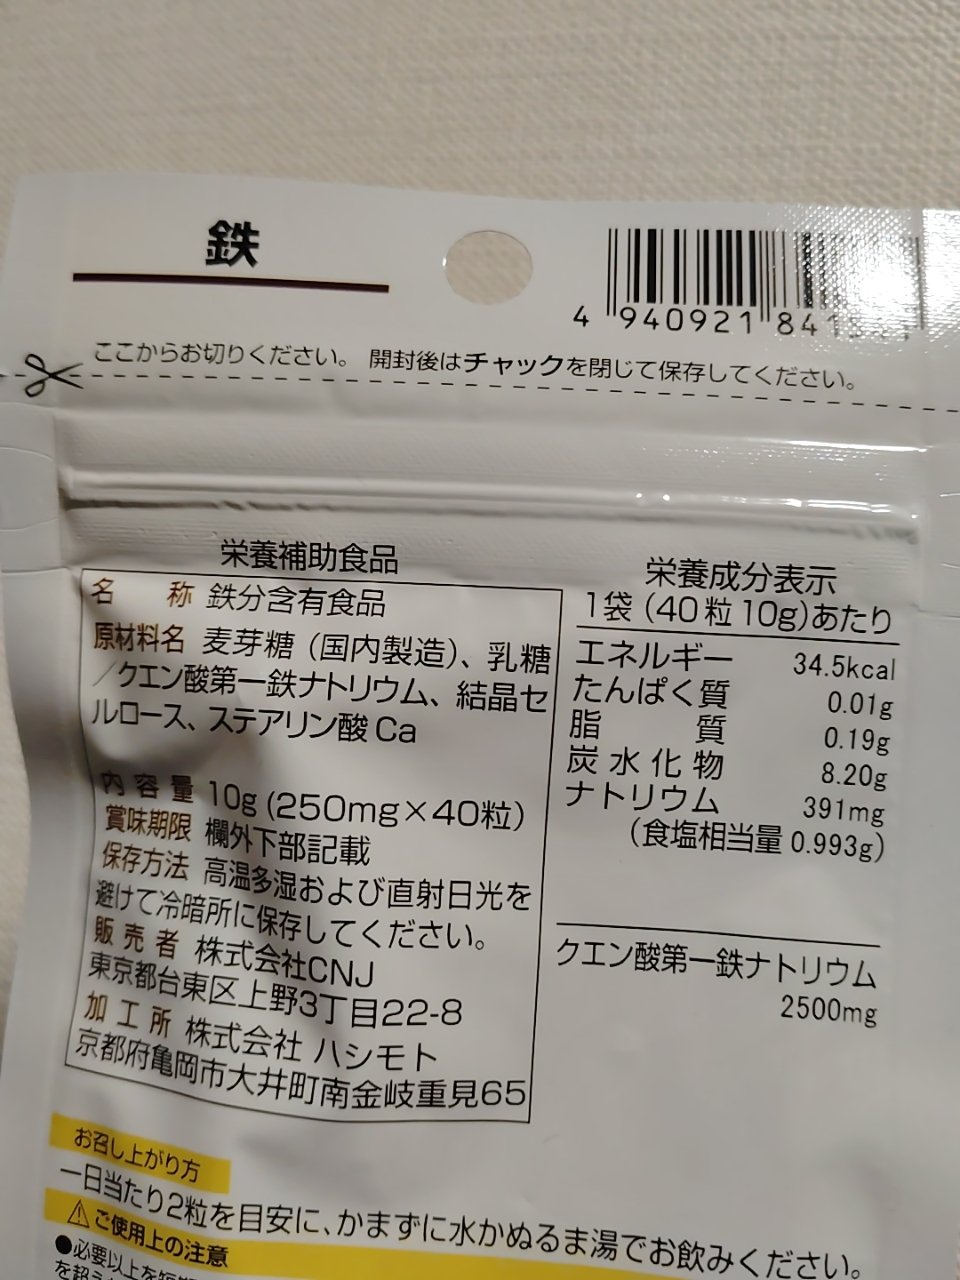 鉄
4 940921 841
ここからお切りください。 開封後はチャックを閉じて保存してください。
栄養補助食品
名 称 鉄分含有食品
原材料名 麦芽糖(国内製造)、乳糖
/クエン酸第一鉄ナトリウム、結晶セ
ルロース、ステアリン酸Ca
内容量 10g(250mg×40粒)
賞味期限 欄外下部記載
保存方法 高温多湿および直射日光を
避けて冷暗所に保存してください。
販売者 株式会社CNJ
東京都台東区上野3丁目22-8
加工所 株式会社 ハシモト
京都府亀岡市大井町南金岐重見65
栄養成分表示
1袋(40粒10g)あたり
エネルギー 34.5kcal
たんぱく質 0.01g
脂質 0.19g
炭水化物 8.20g
ナトリウム 391mg
(食塩相当量 0.993g)
クエン酸第一鉄ナトリウム
2500mg
お召し上がり方
一日当たり2粒を目安に、かまずに水かぬるま湯でお飲みください。
⚠ご使用上の注意
●必要以上を短期
を超え